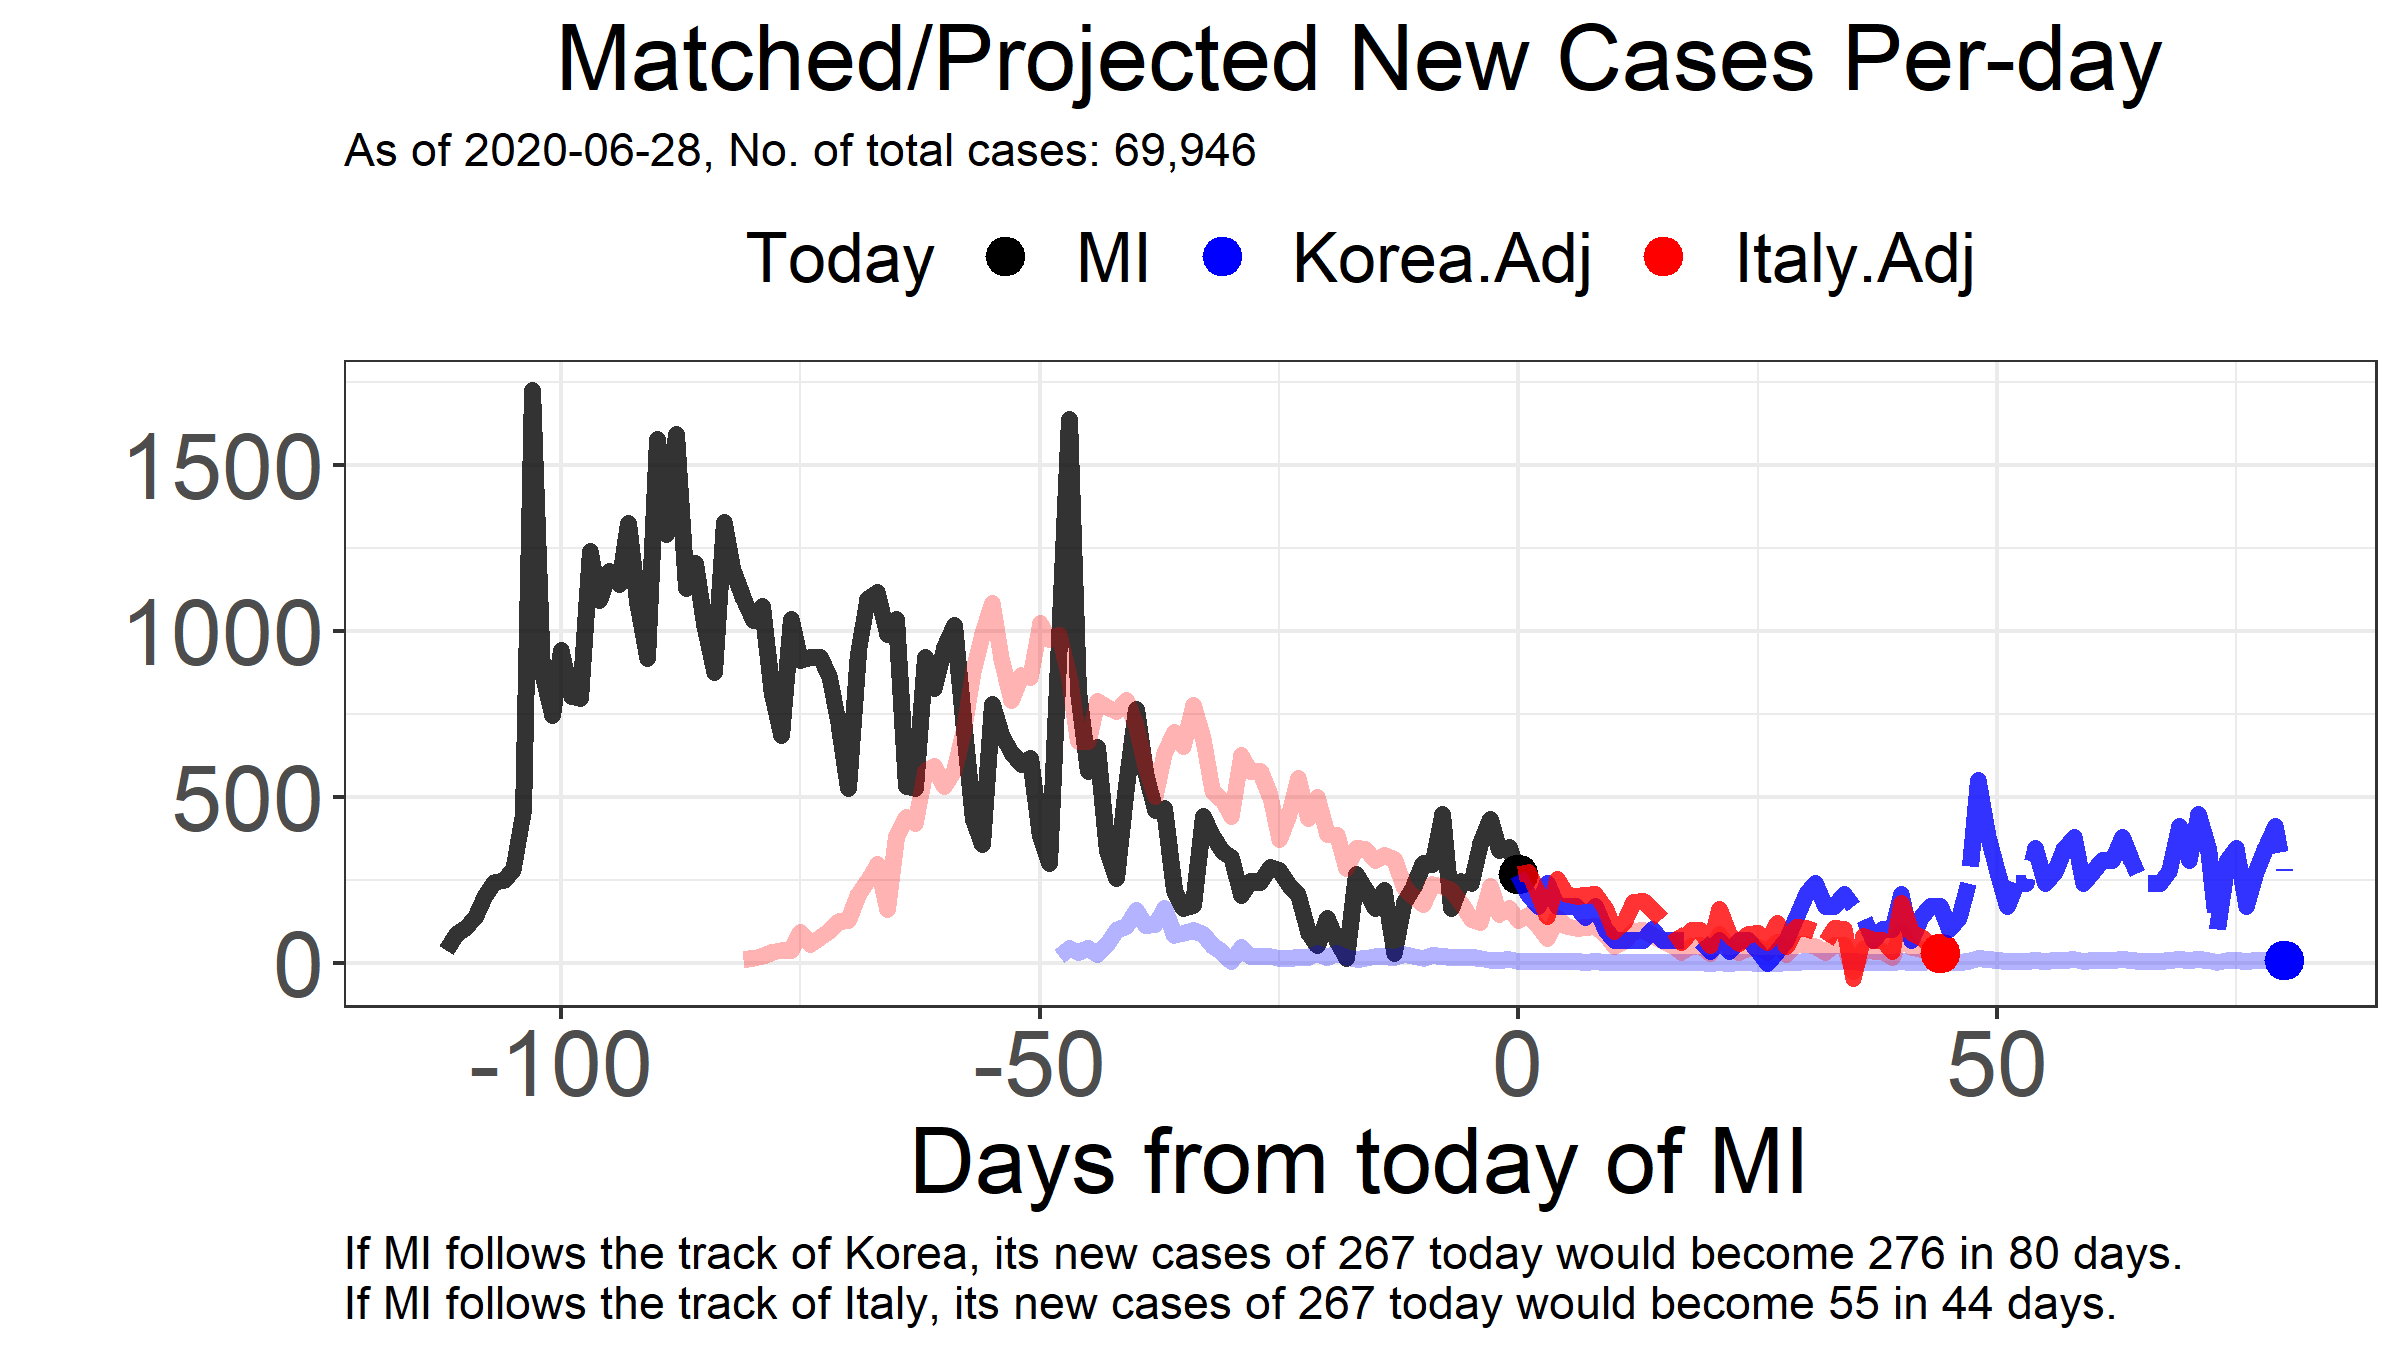 Matched/Projected New Cases Per-day
As of 2020-06-28, No. of total cases: 69,946
Today MI Korea.Adj Italy.Adj
1500
1000
500
0
-100 -50 0 50
Days from today of MI
If MI follows the track of Korea, its new cases of 267 today would become 276 in 80 days.
If MI follows the track of Italy, its new cases of 267 today would become 55 in 44 days.